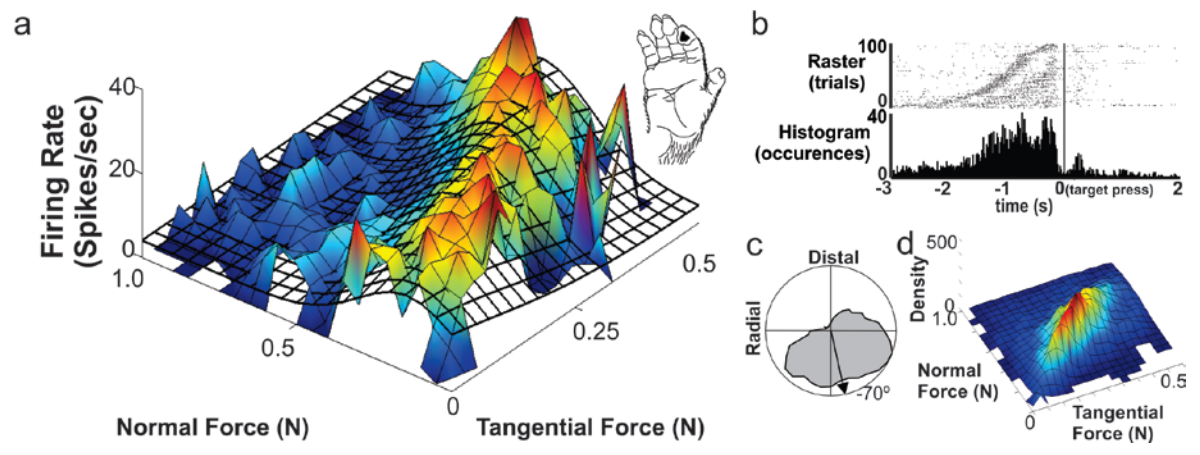 a
Firing Rate
(Spikes/sec)
40
20
0
1.0
0.5
0
0.25
0.5
Normal Force (N)
Tangential Force (N)
b
Raster
(trials)
100
0
Histogram
(occurences)
40
0
-3
-2
-1
0(target press)
1
2
time (s)
c
Distal
Radial
-70º
d
Density
500
0
1.0
Normal
Force (N)
0
0.5
Tangential
Force (N)